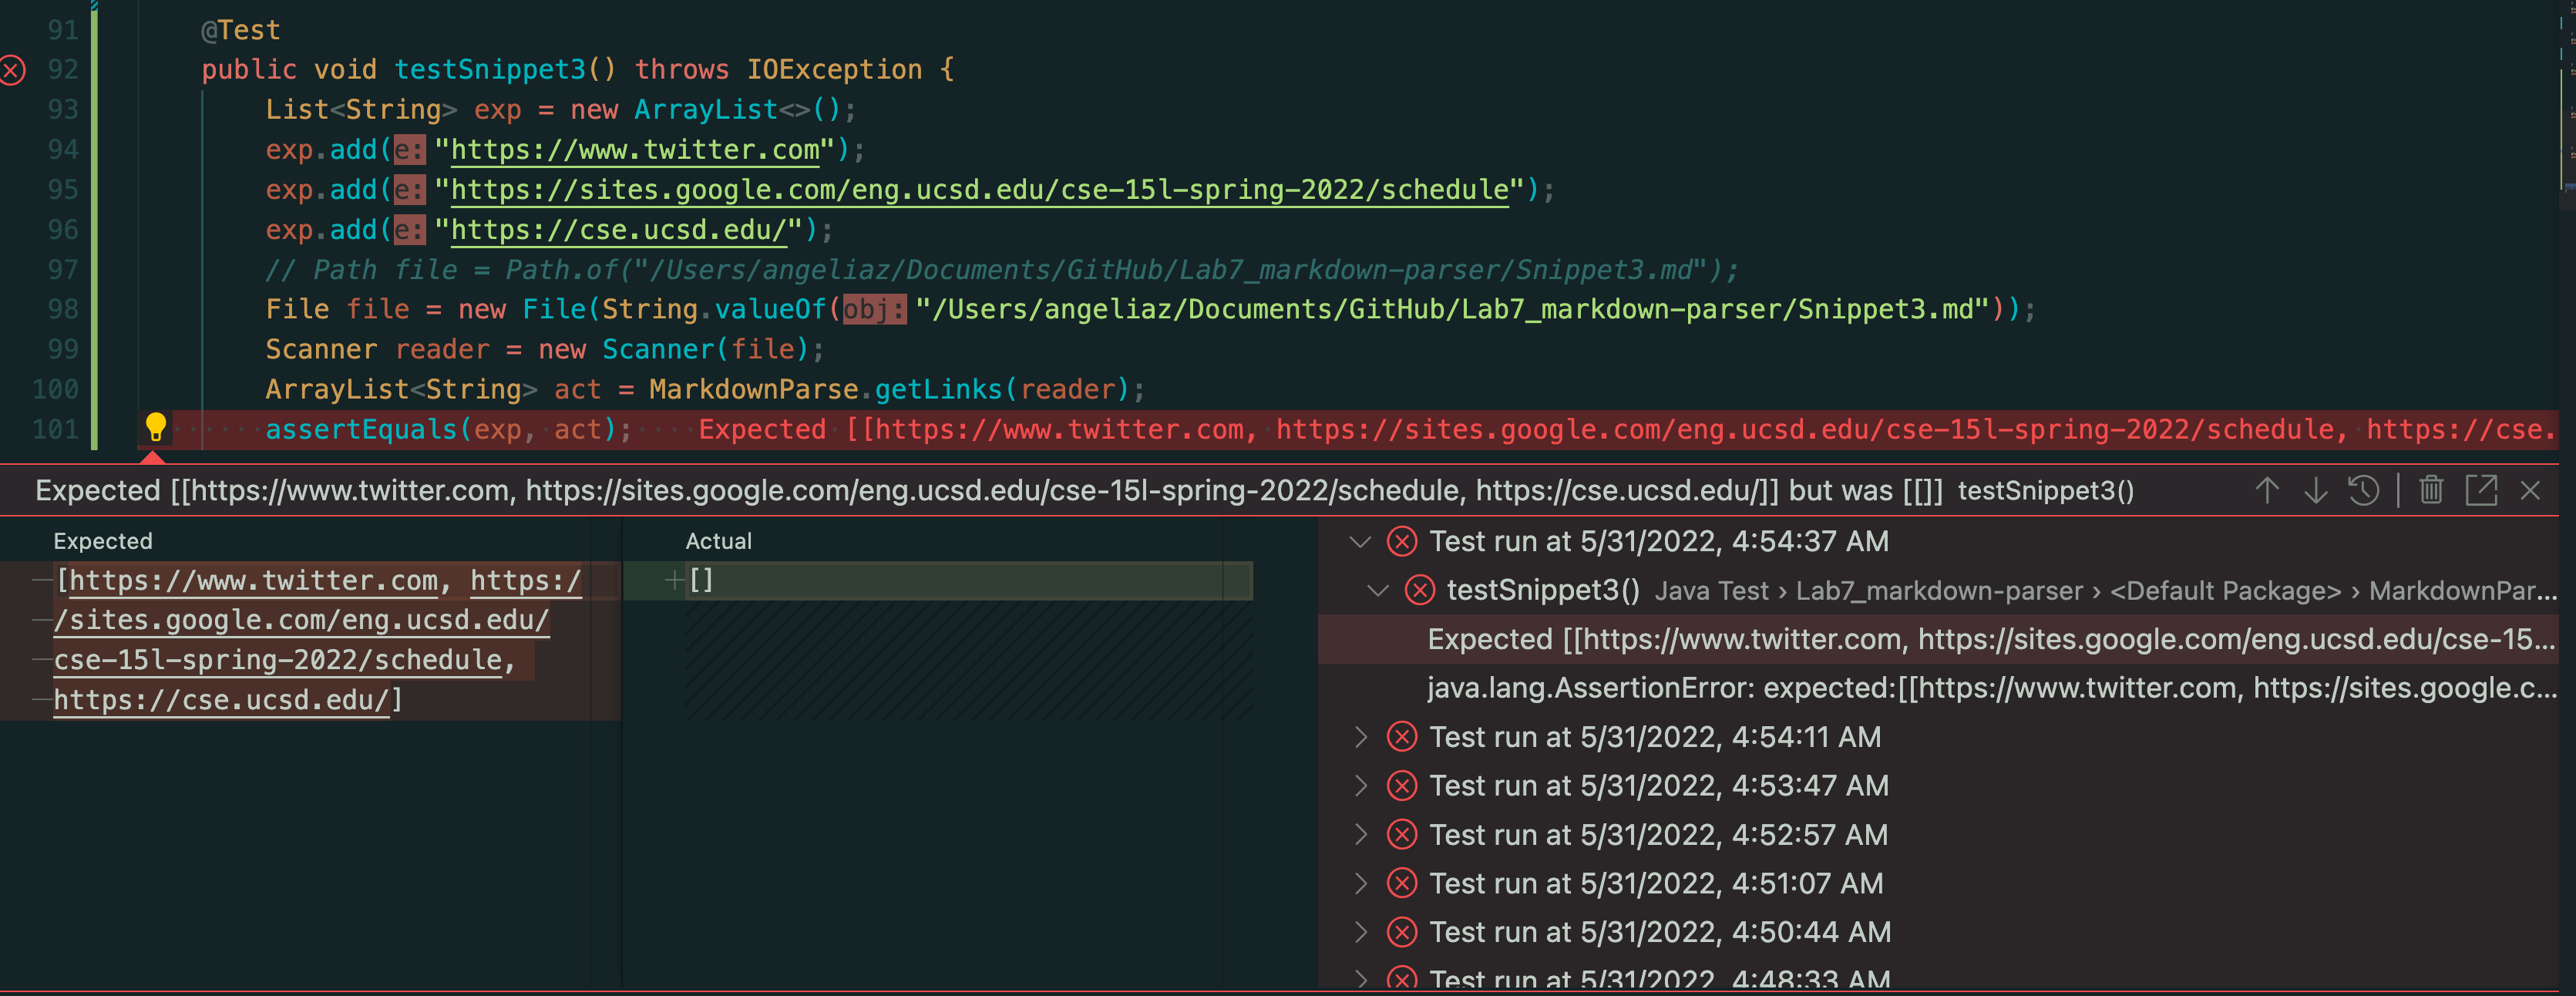 91 @Test
92 public void testSnippet3() throws IOException {
93 List<String> exp = new ArrayList<>();
94 exp.add(e: "https://www.twitter.com");
95 exp.add(e: "https://sites.google.com/eng.ucsd.edu/cse-15l-spring-2022/schedule");
96 exp.add(e: "https://cse.ucsd.edu/");
97 // Path file = Path.of("/Users/angeliaz/Documents/GitHub/Lab7_markdown-parser/Snippet3.md");
98 File file = new File(String.valueOf(obj: "/Users/angeliaz/Documents/GitHub/Lab7_markdown-parser/Snippet3.md"));
99 Scanner reader = new Scanner(file);
100 ArrayList<String> act = MarkdownParse.getLinks(reader);
101 assertEquals(exp, act); Expected [[https://www.twitter.com, https://sites.google.com/eng.ucsd.edu/cse-15l-spring-2022/schedule, https://cse.
Expected [[https://www.twitter.com, https://sites.google.com/eng.ucsd.edu/cse-15l-spring-2022/schedule, https://cse.ucsd.edu/]] but was [[]] testSnippet3()
Expected
[https://www.twitter.com, https:/
/sites.google.com/eng.ucsd.edu/
cse-15l-spring-2022/schedule,
https://cse.ucsd.edu/]
Actual
[]
Test run at 5/31/2022, 4:54:37 AM
testSnippet3() Java Test › Lab7_markdown-parser › <Default Package> › MarkdownPar...
Expected [[https://www.twitter.com, https://sites.google.com/eng.ucsd.edu/cse-15...
java.lang.AssertionError: expected:[[https://www.twitter.com, https://sites.google.c...
Test run at 5/31/2022, 4:54:11 AM
Test run at 5/31/2022, 4:53:47 AM
Test run at 5/31/2022, 4:52:57 AM
Test run at 5/31/2022, 4:51:07 AM
Test run at 5/31/2022, 4:50:44 AM
Test run at 5/31/2022, 4:48:33 AM